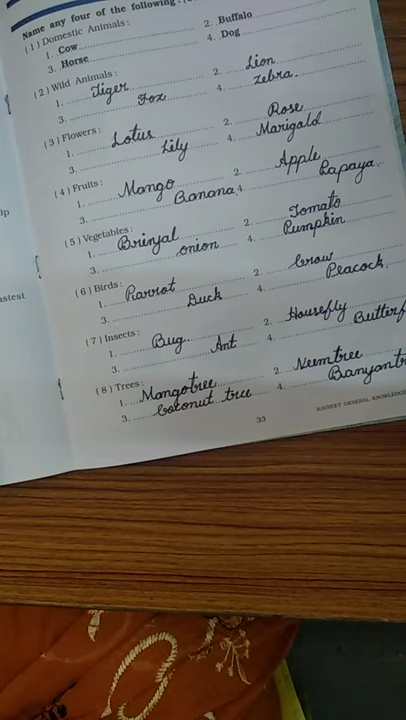 Name any four of the following :
( 1 ) Domestic Animals :
1. Cow 2. Buffalo
3. Horse 4. Dog
( 2 ) Wild Animals :
1. Tiger 2. Lion
3. Fox 4. Zebra.
( 3 ) Flowers :
1. Lotus 2. Rose
3. Lily 4. Marigold
( 4 ) Fruits :
1. Mango 2. Apple
3. Banana 4. Papaya.
( 5 ) Vegetables :
1. Brinjal 2. Tomato
3. onion 4. Pumpkin
( 6 ) Birds :
1. Parrot 2. Crow
3. Duck 4. Peacock.
( 7 ) Insects :
1. Bug 2. Housefly
3. Ant 4. Butterf
( 8 ) Trees :
1. Mangotree 2. Neemtree
3. Coconut tree 4. Banyantr
33
GENERAL KNOWLEDGE